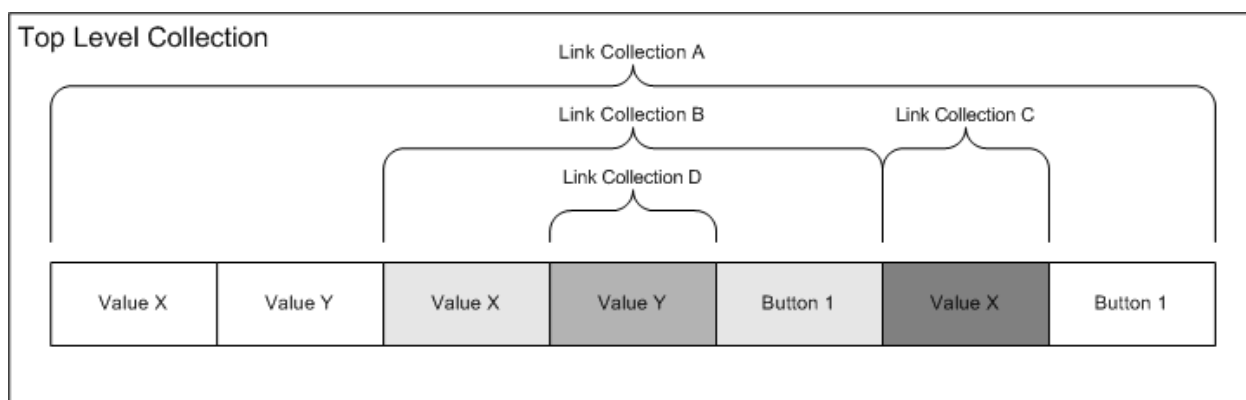 Top Level Collection
Link Collection A
Link Collection B
Link Collection C
Link Collection D
Value X
Value Y
Value X
Value Y
Button 1
Value X
Button 1